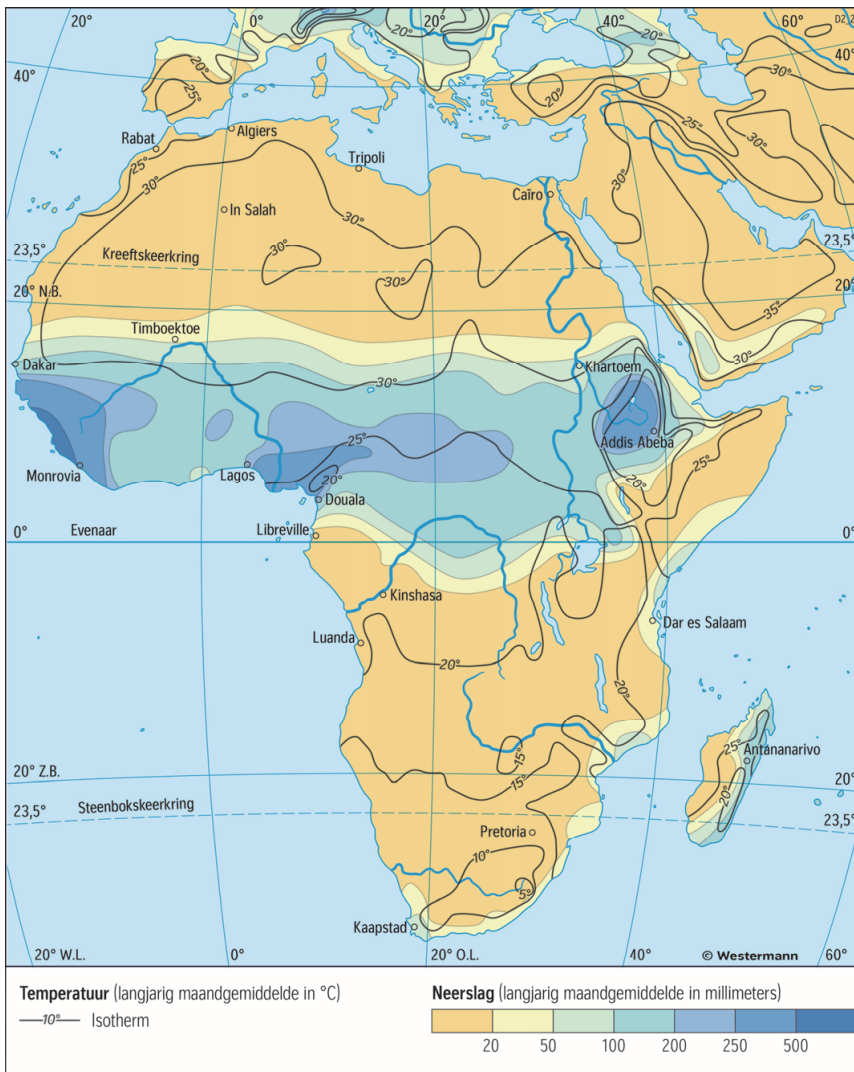 20° 0° 20° 40° 60° D2.2
20° 20° 20°
40° 40°
20° 25° 20° 30°
Rabat Algiers 25° 30°
25° Tripoli
30° 30°
In Salah 30° Caïro
23,5° Kreeftskeerkring 30° 23,5°
30°
20° N.B. 35° 20°
Timboektoe
Dakar 30° Khartoem 30°
25° Addis Abeba 25°
Monrovia Lagos 20° 20°
Douala
0° Evenaar Libreville 0°
Kinshasa
Dar es Salaam
Luanda
20° 20°
25° Antananarivo
15°
20° Z.B. 15° 20° 20°
23,5° Steenbokskeerkring 23,5°
Pretoria
10°
5°
Kaapstad
20° W.L. 0° 20° O.L. 40° © Westermann 60°
Temperatuur (langjarig maandgemiddelde in °C)
10° Isotherm
Neerslag (langjarig maandgemiddelde in millimeters)
20 50 100 200 250 500